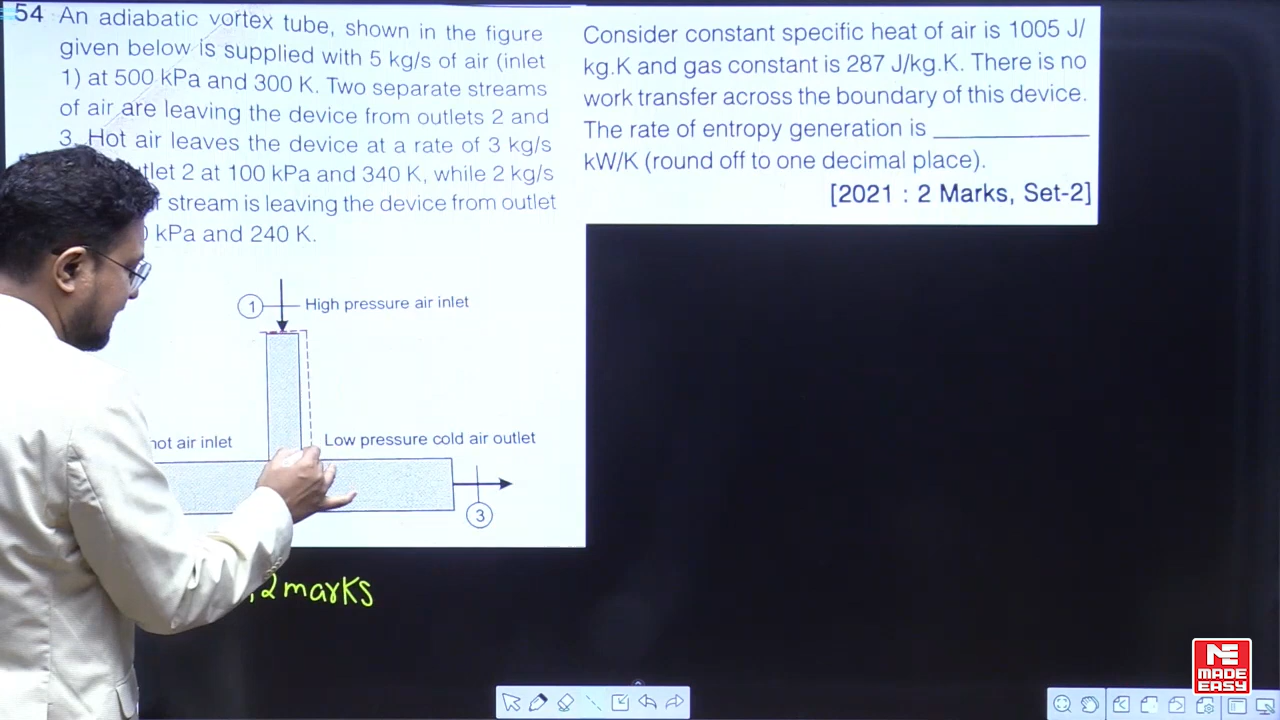 54 An adiabatic vortex tube, shown in the figure
given below is supplied with 5 kg/s of air (inlet
1) at 500 kPa and 300 K. Two separate streams
of air are leaving the device from outlets 2 and
3. Hot air leaves the device at a rate of 3 kg/s
2 at 100 kPa and 340 K, while 2 kg/s
stream is leaving the device from outlet
kPa and 240 K.
1 High pressure air inlet
hot air inlet
Low pressure cold air outlet
3
2 marks
Consider constant specific heat of air is 1005 J/
kg.K and gas constant is 287 J/kg.K. There is no
work transfer across the boundary of this device.
The rate of entropy generation is ____________
kW/K (round off to one decimal place).
[2021 : 2 Marks, Set-2]
ME
MADE
EASY